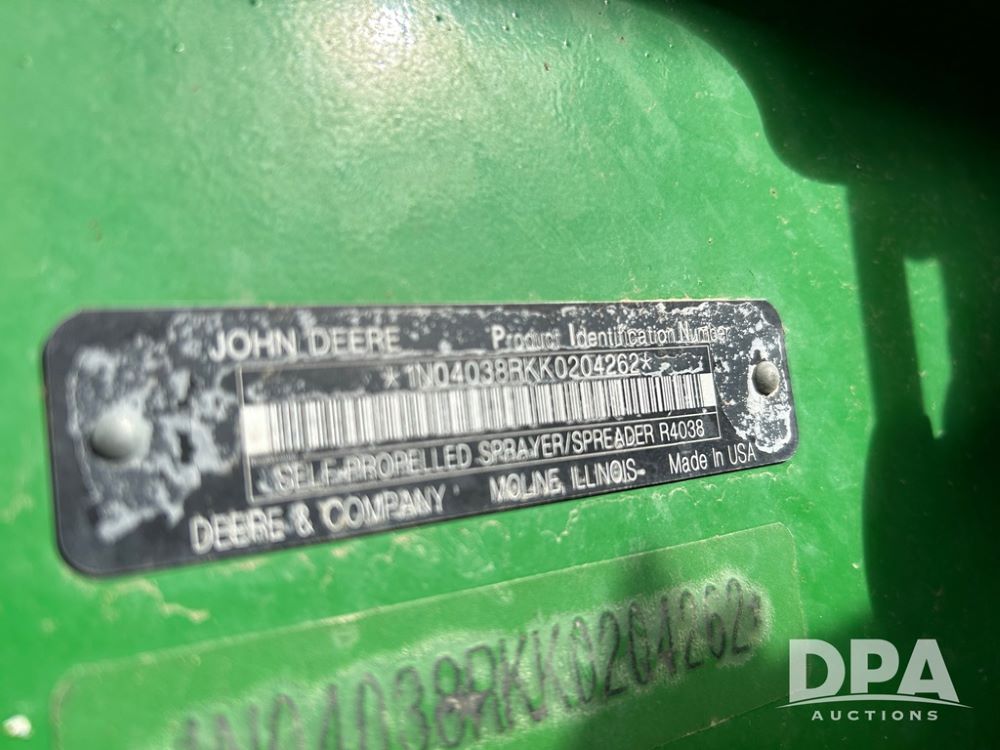 JOHN DEERE Product Identification Number
*1N04038RKK0204262*
SELF-PROPELLED SPRAYER/SPREADER R4038
DEERE & COMPANY MOLINE, ILLINOIS Made in USA
1N04038RKK0204262*
DPA
AUCTIONS